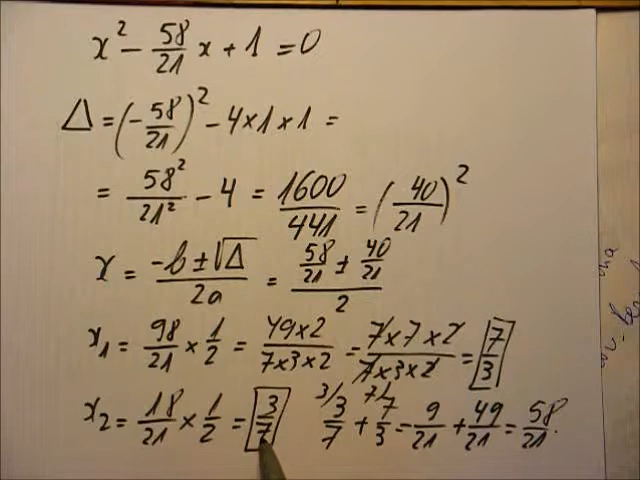 x² - 58/21 x + 1 = 0
Δ = (-58/21)² - 4×1×1 =
= 58²/21² - 4 = 1600/441 = (40/21)²
x = -b ± √Δ / 2a = 58/21 ± 40/21 / 2
x₁ = 98/21 × 1/2 = 49×2 / 7×3×2 = 7×7×2 / 7×3×2 = 7/3
x₂ = 18/21 × 1/2 = 3/7 3/ 3/7 + 7/ 7/3 = 9/21 + 49/21 = 58/21.